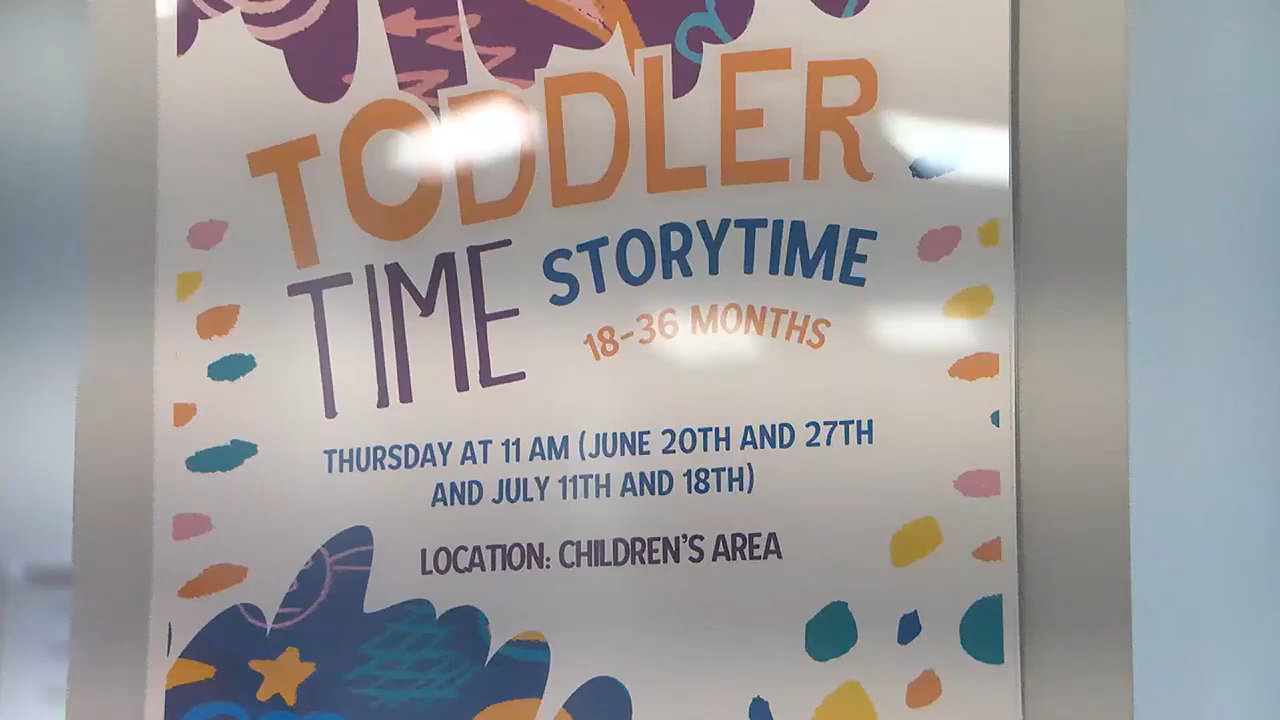 TODDLER
TIME
STORYTIME
18-36 MONTHS
THURSDAY AT 11 AM (JUNE 20TH AND 27TH
AND JULY 11TH AND 18TH)
LOCATION: CHILDREN'S AREA